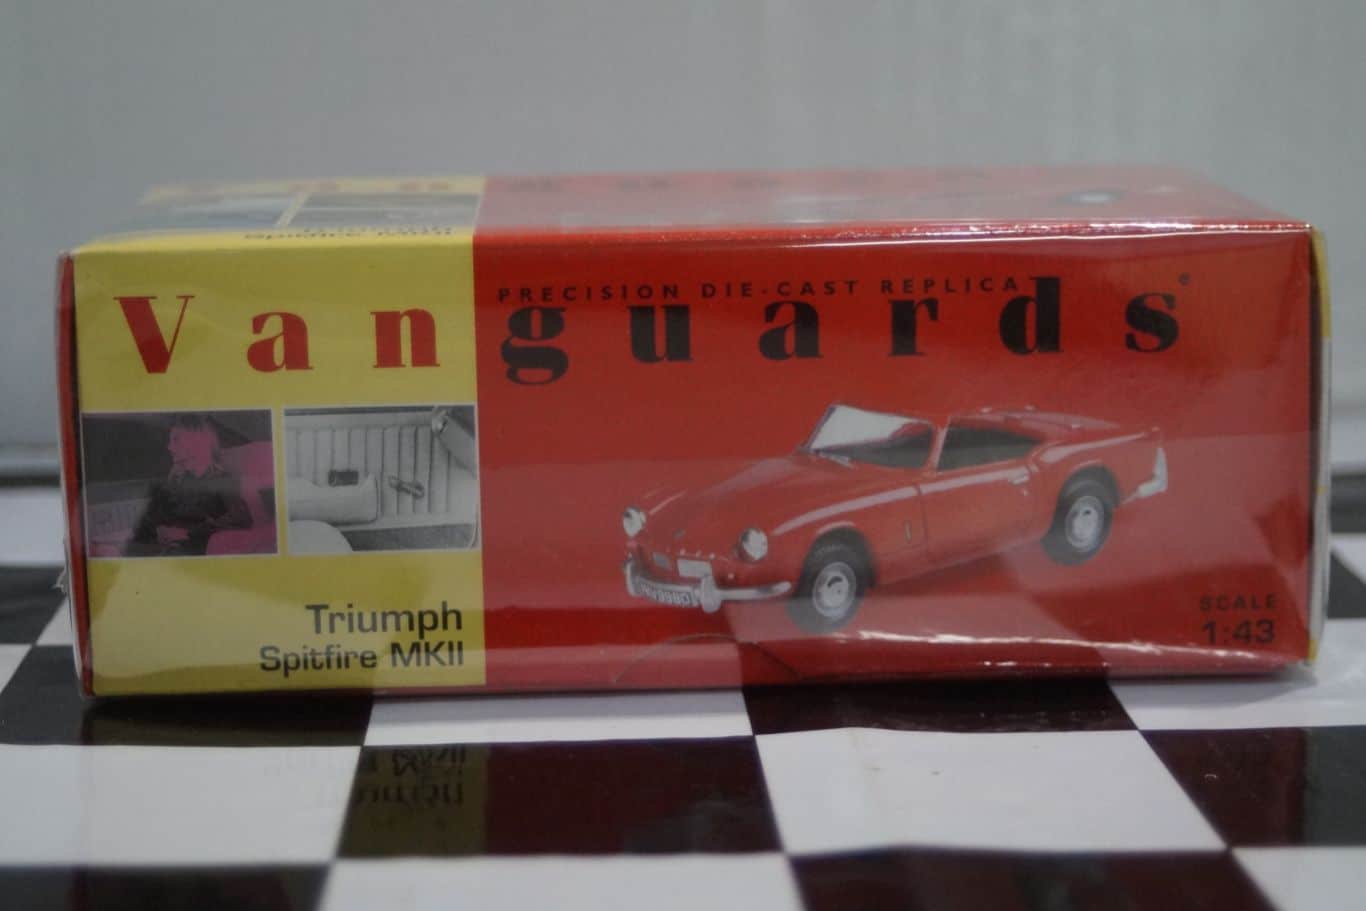 PRECISION DIE-CAST REPLICA
Vanguards
Triumph
Spitfire MKII
SCALE
1:43